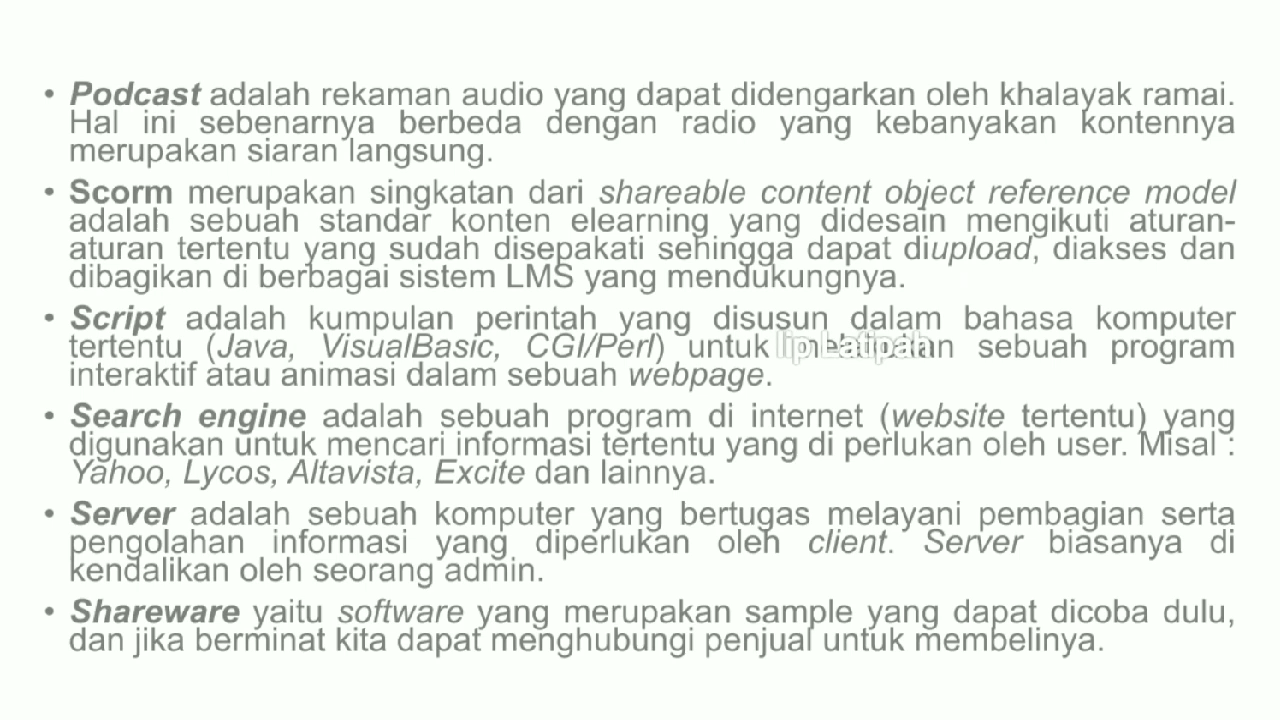 • Podcast adalah rekaman audio yang dapat didengarkan oleh khalayak ramai.
Hal ini sebenarnya berbeda dengan radio yang kebanyakan kontennya
merupakan siaran langsung.
• Scorm merupakan singkatan dari shareable content object reference model
adalah sebuah standar konten elearning yang didesain mengikuti aturan-
aturan tertentu yang sudah disepakati sehingga dapat diupload, diakses dan
dibagikan di berbagai sistem LMS yang mendukungnya.
• Script adalah kumpulan perintah yang disusun dalam bahasa komputer
tertentu (Java, VisualBasic, CGI/Perl) untuk sebuah program
Iip Latipah
interaktif atau animasi dalam sebuah webpage.
• Search engine adalah sebuah program di internet (website tertentu) yang
digunakan untuk mencari informasi tertentu yang di perlukan oleh user. Misal :
Yahoo, Lycos, Altavista, Excite dan lainnya.
• Server adalah sebuah komputer yang bertugas melayani pembagian serta
pengolahan informasi yang diperlukan oleh client. Server biasanya di
kendalikan oleh seorang admin.
• Shareware yaitu software yang merupakan sample yang dapat dicoba dulu,
dan jika berminat kita dapat menghubungi penjual untuk membelinya.